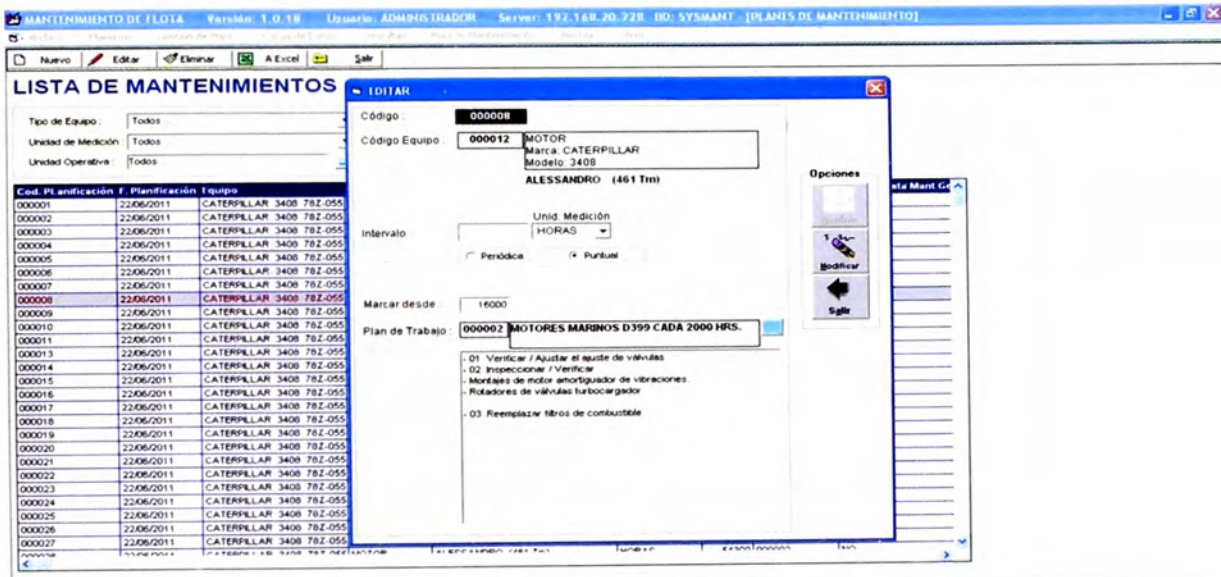 MANTENIMIENTO DE FLOTA Versión: 1.0.18 Usuario: ADMINISTRADOR Server: 192.168.20.228 BD: SYSMANT - [PLANES DE MANTENIMIENTO]
Nuevo Editar Eliminar A Excel Salir
LISTA DE MANTENIMIENTOS
Tipo de Equipo : Todos
Unidad de Medición : Todos
Unidad Operativa : Todos
Cod. PLanificación F. Planificación Equipo
000001 22/06/2011 CATERPILLAR 3408 78Z-055
000002 22/06/2011 CATERPILLAR 3408 78Z-055
000003 22/06/2011 CATERPILLAR 3408 78Z-055
000004 22/06/2011 CATERPILLAR 3408 78Z-055
000005 22/06/2011 CATERPILLAR 3408 78Z-055
000006 22/06/2011 CATERPILLAR 3408 78Z-055
000007 22/06/2011 CATERPILLAR 3408 78Z-055
000008 22/06/2011 CATERPILLAR 3408 78Z-055
000009 22/06/2011 CATERPILLAR 3408 78Z-055
000010 22/06/2011 CATERPILLAR 3408 78Z-055
000011 22/06/2011 CATERPILLAR 3408 78Z-055
000013 22/06/2011 CATERPILLAR 3408 78Z-055
000014 22/06/2011 CATERPILLAR 3408 78Z-055
000015 22/06/2011 CATERPILLAR 3408 78Z-055
000016 22/06/2011 CATERPILLAR 3408 78Z-055
000017 22/06/2011 CATERPILLAR 3408 78Z-055
000018 22/06/2011 CATERPILLAR 3408 78Z-055
000019 22/06/2011 CATERPILLAR 3408 78Z-055
000020 22/06/2011 CATERPILLAR 3408 78Z-055
000021 22/06/2011 CATERPILLAR 3408 78Z-055
000022 22/06/2011 CATERPILLAR 3408 78Z-055
000023 22/06/2011 CATERPILLAR 3408 78Z-055
000024 22/06/2011 CATERPILLAR 3408 78Z-055
000025 22/06/2011 CATERPILLAR 3408 78Z-055
000026 22/06/2011 CATERPILLAR 3408 78Z-055
000027 22/06/2011 CATERPILLAR 3408 78Z-055
Mant Ge
EDITAR
Código : 000008
Código Equipo : 000012 MOTOR
Marca: CATERPILLAR
Modelo: 3408
ALESSANDRO (461 Tm)
Unid. Medición
Intervalo HORAS
Periódica Puntual
Marcar desde : 16000
Plan de Trabajo : 000002 MOTORES MARINOS D399 CADA 2000 HRS.
- 01 Verificar / Ajustar el ajuste de válvulas
- 02 Inspeccionar / Verificar
- Montajes de motor amortiguador de vibraciones.
- Rotadores de válvulas turbocargador
- 03 Reemplazar filtros de combustible
Opciones
Modificar
Salir